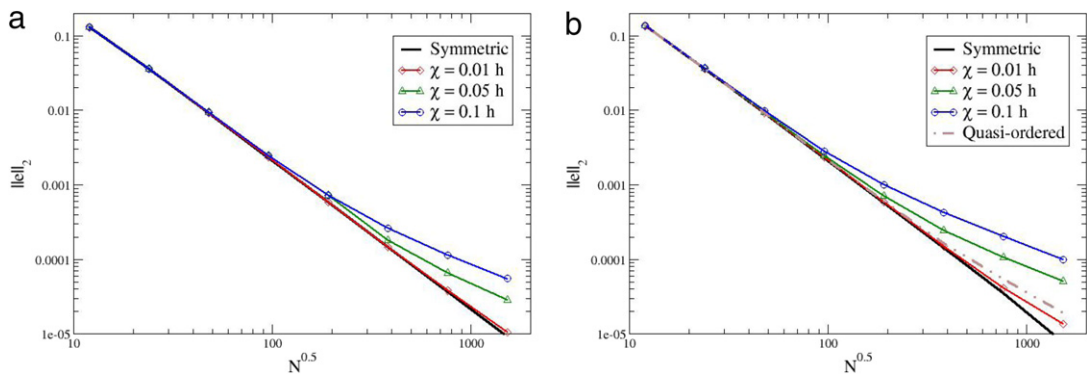 a
0.1
0.01
0.001
0.0001
1e-05
||e||2
10
100
1000
N^0.5
Symmetric
χ = 0.01 h
χ = 0.05 h
χ = 0.1 h
b
0.1
0.01
0.001
0.0001
1e-05
||e||2
10
100
1000
N^0.5
Symmetric
χ = 0.01 h
χ = 0.05 h
χ = 0.1 h
Quasi-ordered